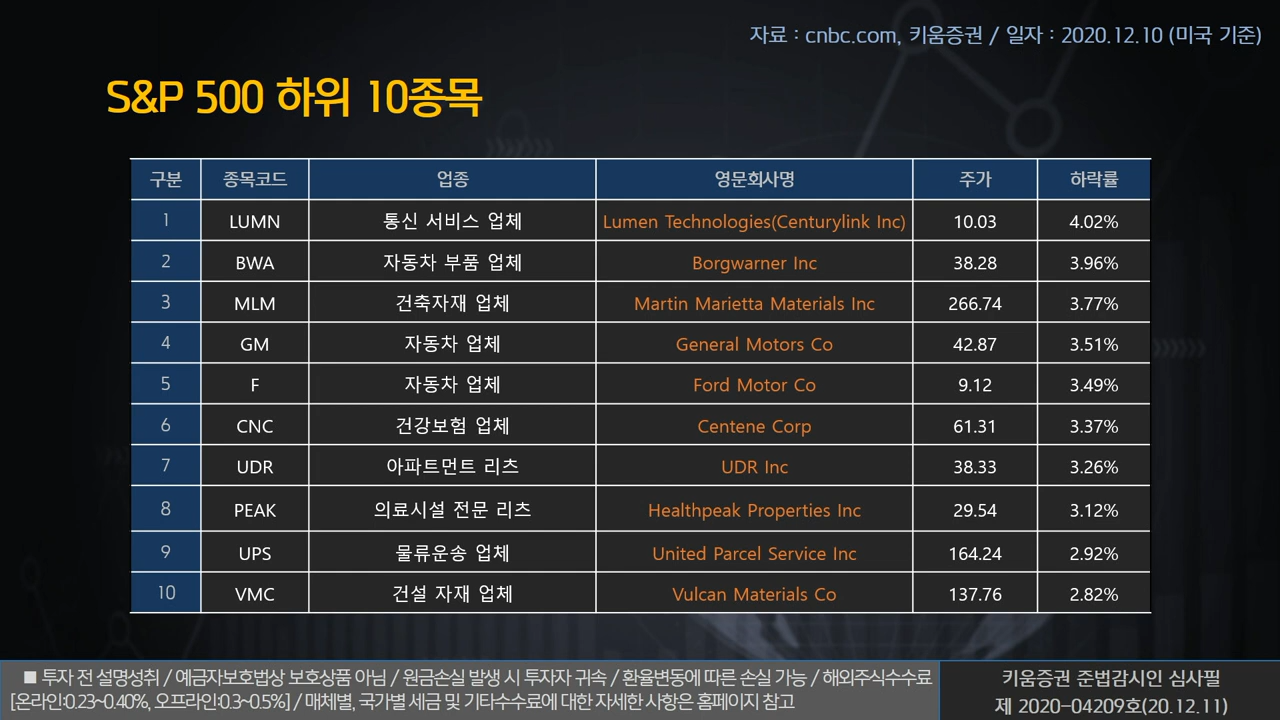 자료 : cnbc.com, 키움증권 / 일자 : 2020.12.10 (미국 기준)
S&P 500 하위 10종목
구분 종목코드 업종 영문회사명 주가 하락률
1 LUMN 통신 서비스 업체 Lumen Technologies(Centurylink Inc) 10.03 4.02%
2 BWA 자동차 부품 업체 Borgwarner Inc 38.28 3.96%
3 MLM 건축자재 업체 Martin Marietta Materials Inc 266.74 3.77%
4 GM 자동차 업체 General Motors Co 42.87 3.51%
5 F 자동차 업체 Ford Motor Co 9.12 3.49%
6 CNC 건강보험 업체 Centene Corp 61.31 3.37%
7 UDR 아파트먼트 리츠 UDR Inc 38.33 3.26%
8 PEAK 의료시설 전문 리츠 Healthpeak Properties Inc 29.54 3.12%
9 UPS 물류운송 업체 United Parcel Service Inc 164.24 2.92%
10 VMC 건설 자재 업체 Vulcan Materials Co 137.76 2.82%
■ 투자 전 설명성취 / 예금자보호법상 보호상품 아님 / 원금손실 발생 시 투자자 귀속 / 환율변동에 따른 손실 가능 / 해외주식수수료
[온라인:0.23~0.40%, 오프라인:0.3~0.5%] / 매체별, 국가별 세금 및 기타수수료에 대한 자세한 사항은 홈페이지 참고
키움증권 준법감시인 심사필
제 2020-04209호(20.12.11)